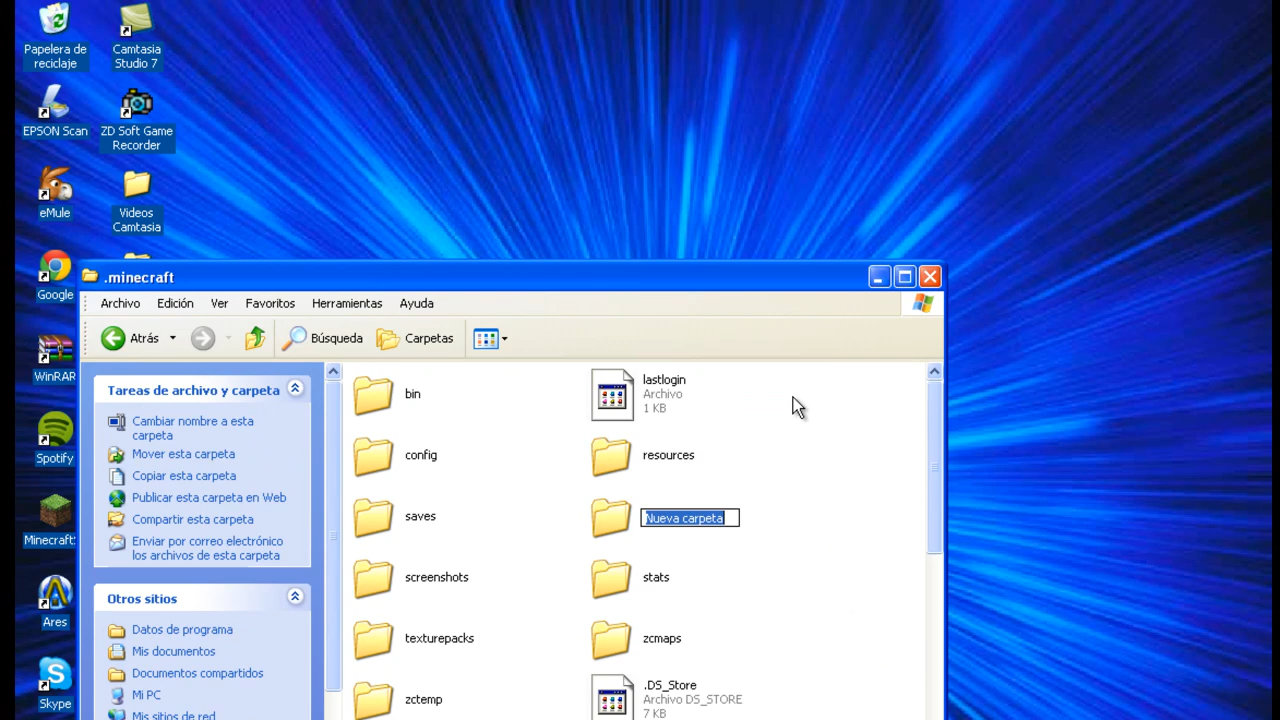 Papelera de
reciclaje
Camtasia
Studio 7
EPSON Scan
ZD Soft Game
Recorder
eMule
Videos
Camtasia
Google
WinRAR
Spotify
Minecraft
Ares
Skype
.minecraft
Archivo
Edición
Ver
Favoritos
Herramientas
Ayuda
Atrás
Búsqueda
Carpetas
Tareas de archivo y carpeta
Cambiar nombre a esta
carpeta
Mover esta carpeta
Copiar esta carpeta
Publicar esta carpeta en Web
Compartir esta carpeta
Enviar por correo electrónico
los archivos de esta carpeta
Otros sitios
Datos de programa
Mis documentos
Documentos compartidos
Mi PC
Mis sitios de red
bin
lastlogin
Archivo
1 KB
config
resources
saves
Nueva carpeta
screenshots
stats
texturepacks
zcmaps
zctemp
.DS_Store
Archivo DS_STORE
7 KB